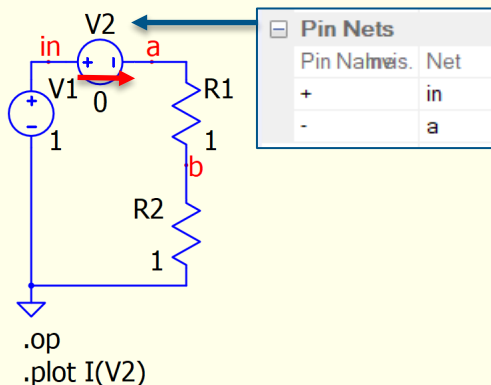 V2
in
+
-
a
V1
0
R1
+
-
1
1
b
R2
1
.op
.plot I(V2)
Pin Nets
Pin Name Net
+ in
- a